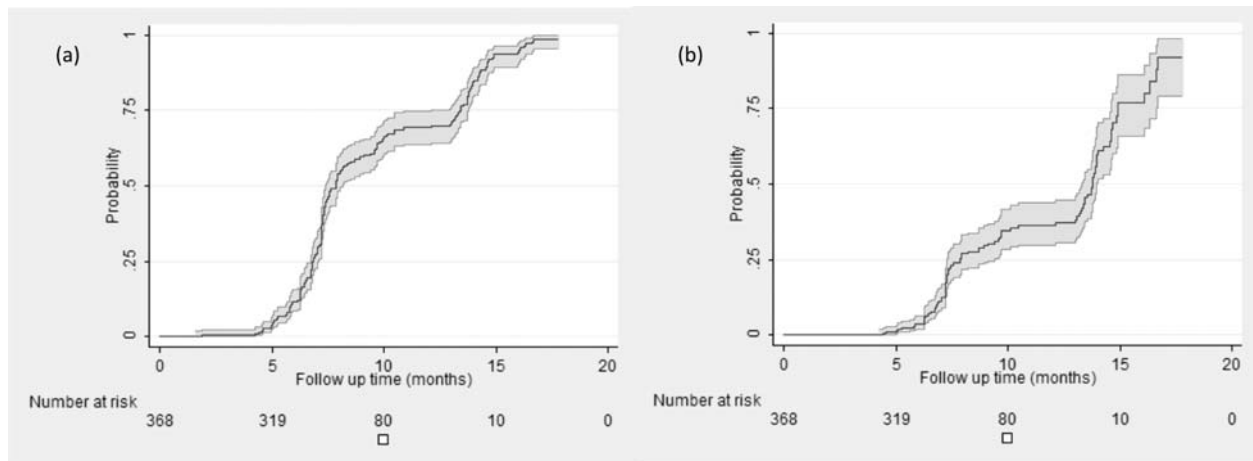 (a)
1
.75
.5
.25
0
Probability
0 5 10 15 20
Follow up time (months)
Number at risk
368 319 80 10 0
(b)
1
.75
.5
.25
0
Probability
0 5 10 15 20
Follow up time (months)
Number at risk
368 319 80 10 0